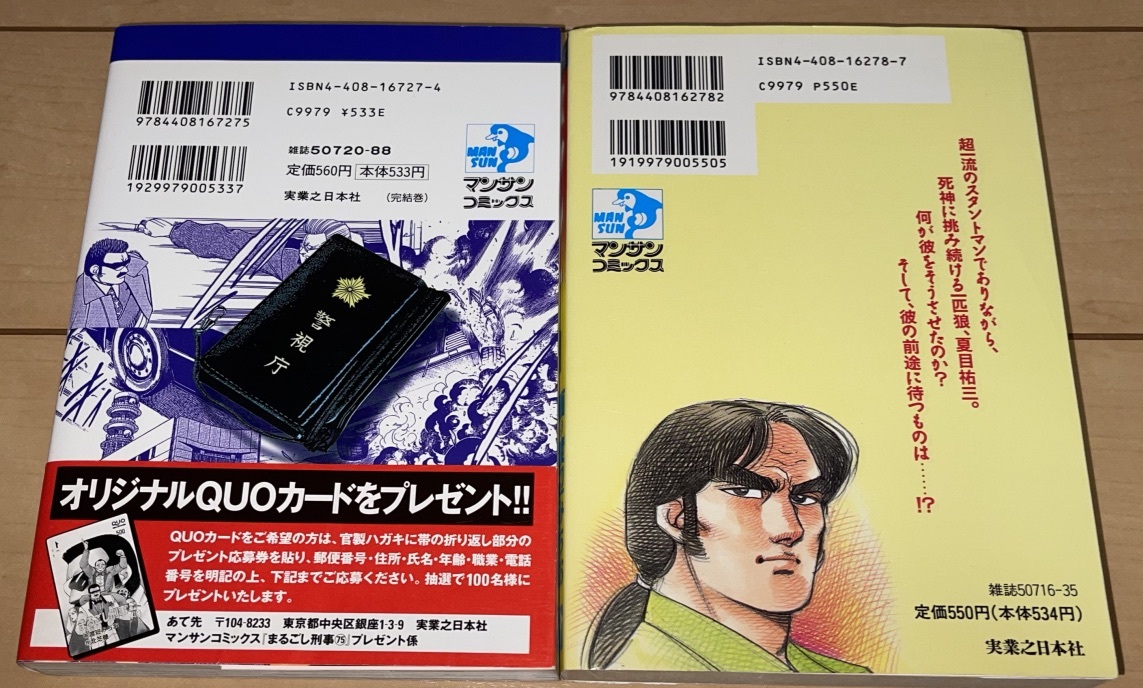 ISBN4-408-16727-4
C9979 ¥533E
9784408167275
1929979005337
雑誌50720-88
定価560円 本体533円
実業之日本社 (完結巻)
MAN SUN
マンサン
コミックス
警視庁
オリジナルQUOカードをプレゼント!!
QUOカードをご希望の方は、官製ハガキに帯の折り返し部分の
プレゼント応募券を貼り、郵便番号・住所・氏名・年齢・職業・電話
番号を明記の上、下記までご応募ください。抽選で100名様に
プレゼントいたします。
QUO
500
あて先 〒104-8233 東京都中央区銀座1-3-9 実業之日本社
マンサンコミックス『まるごし刑事75』プレゼント係
ISBN4-408-16278-7
C9979 P550E
9784408162782
1919979005505
MAN SUN
マンサン
コミックス
超一流のスタントマンでありながら、
死神に挑み続ける一匹狼、夏目祐三。
何が彼をそうさせたのか?
そして、彼の前途に待つものは……!?
雑誌50716-35
定価550円(本体534円)
実業之日本社